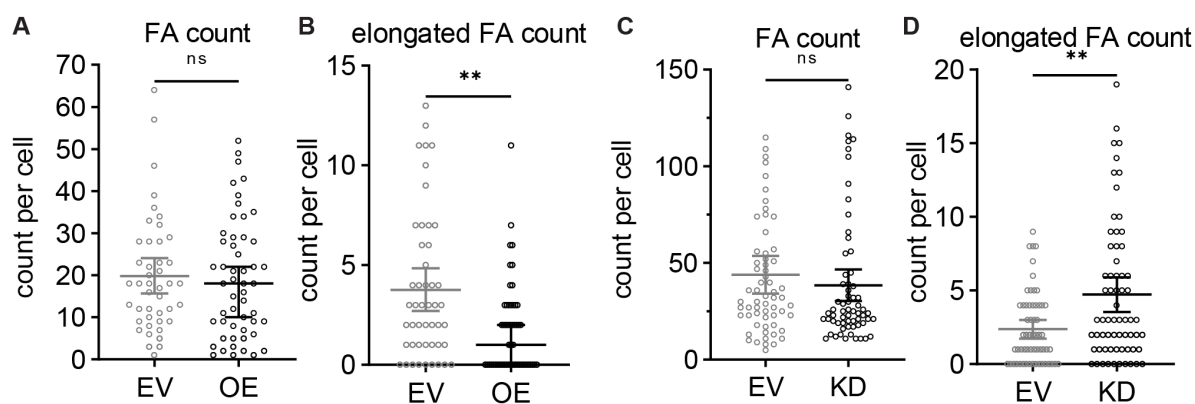 A
FA count
ns
count per cell
70
60
50
40
30
20
10
0
EV
OE
B
elongated FA count
**
count per cell
15
10
5
0
EV
OE
C
FA count
ns
count per cell
150
100
50
0
EV
KD
D
elongated FA count
**
count per cell
20
15
10
5
0
EV
KD